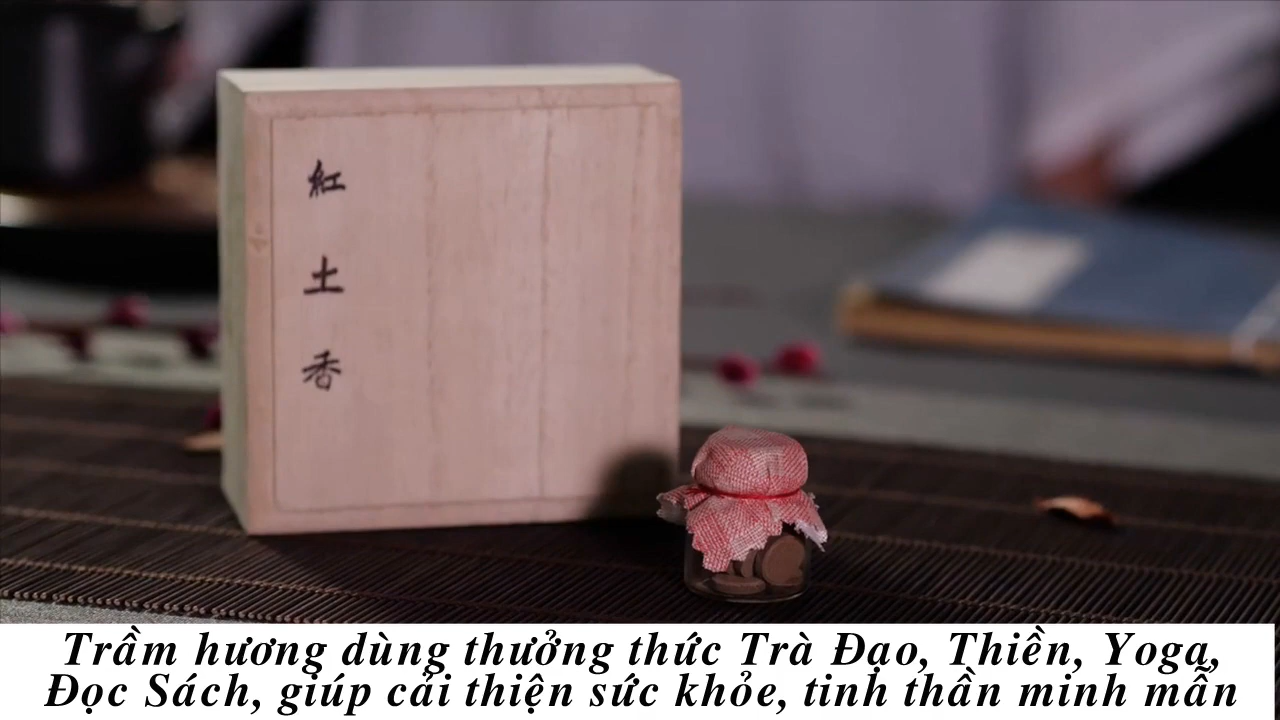 紅土香
Trầm hương dùng thưởng thức Trà Đạo, Thiền, Yoga,
Đọc Sách, giúp cải thiện sức khỏe, tinh thần minh mẫn